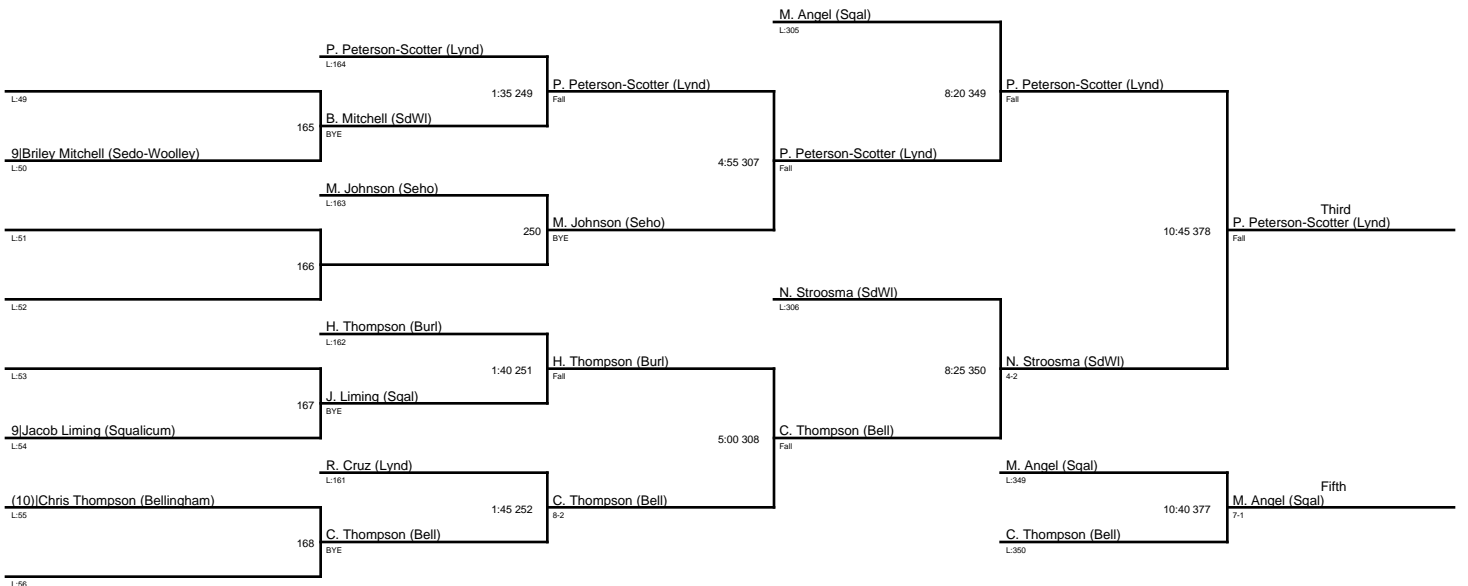 M. Angel (Sqal)
L:305
P. Peterson-Scotter (Lynd)
L:164
L:49
1:35 249
P. Peterson-Scotter (Lynd)
Fall
8:20 349
P. Peterson-Scotter (Lynd)
Fall
165
B. Mitchell (SdWl)
BYE
9|Briley Mitchell (Sedo-Woolley)
L:50
4:55 307
P. Peterson-Scotter (Lynd)
Fall
M. Johnson (Seho)
L:163
L:51
250
M. Johnson (Seho)
BYE
10:45 378
Third
P. Peterson-Scotter (Lynd)
Fall
166
L:52
N. Stroosma (SdWl)
L:306
H. Thompson (Burl)
L:162
L:53
1:40 251
H. Thompson (Burl)
Fall
8:25 350
N. Stroosma (SdWl)
4-2
167
J. Liming (Sqal)
BYE
9|Jacob Liming (Squalicum)
L:54
5:00 308
C. Thompson (Bell)
Fall
R. Cruz (Lynd)
L:161
M. Angel (Sqal)
L:349
(10)|Chris Thompson (Bellingham)
L:55
1:45 252
C. Thompson (Bell)
8-2
10:40 377
Fifth
M. Angel (Sqal)
7-1
168
C. Thompson (Bell)
BYE
C. Thompson (Bell)
L:350
L:56